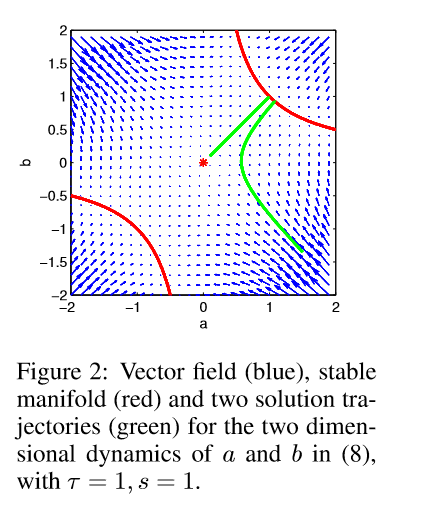 2
1.5
1
0.5
0
−0.5
−1
−1.5
−2
b
−2
−1
0
1
2
a
Figure 2: Vector field (blue), stable
manifold (red) and two solution tra-
jectories (green) for the two dimen-
sional dynamics of a and b in (8),
with τ = 1, s = 1.